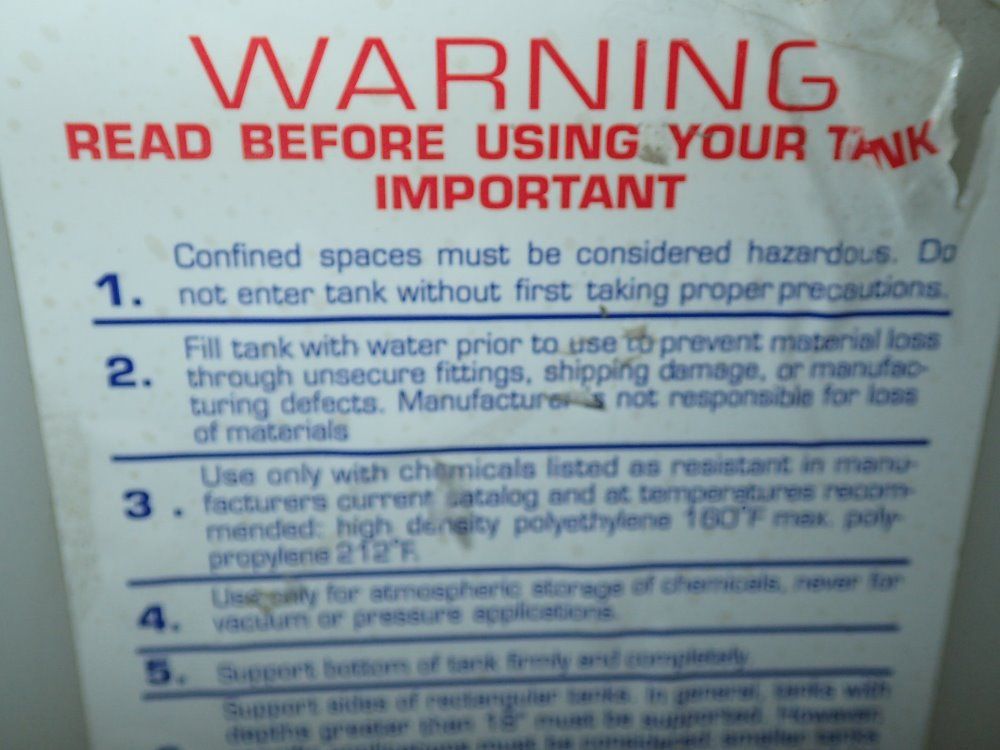 WARNING
READ BEFORE USING YOUR TANK
IMPORTANT
1. Confined spaces must be considered hazardous. Do
not enter tank without first taking proper precautions.
2. Fill tank with water prior to use to prevent material loss
through unsecure fittings, shipping damage, or manufac-
turing defects. Manufacturer is not responsible for loss
of materials
3. Use only with chemicals listed as resistant in manu-
facturers current catalog and at temperatures recom-
mended: high density polyethylene 160°F max. poly-
propylene 212°F.
4. Use only for atmospheric storage of chemicals, never for
vacuum or pressure applications.
5. Support bottom of tank firmly and completely
Support sides of rectangular tanks. In general, tanks with
depths greater than 18" must be supported. However,
applications must be considered smaller tanks